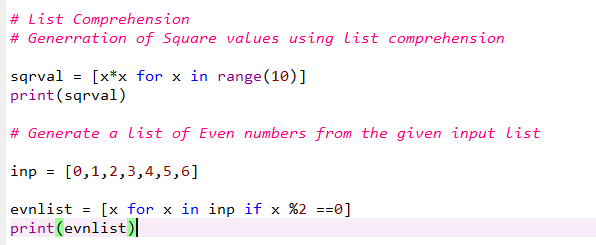 # List Comprehension
# Generration of Square values using list comprehension
sqrval = [x*x for x in range(10)]
print(sqrval)
# Generate a list of Even numbers from the given input list
inp = [0,1,2,3,4,5,6]
evnlist = [x for x in inp if x %2 ==0]
print(evnlist)